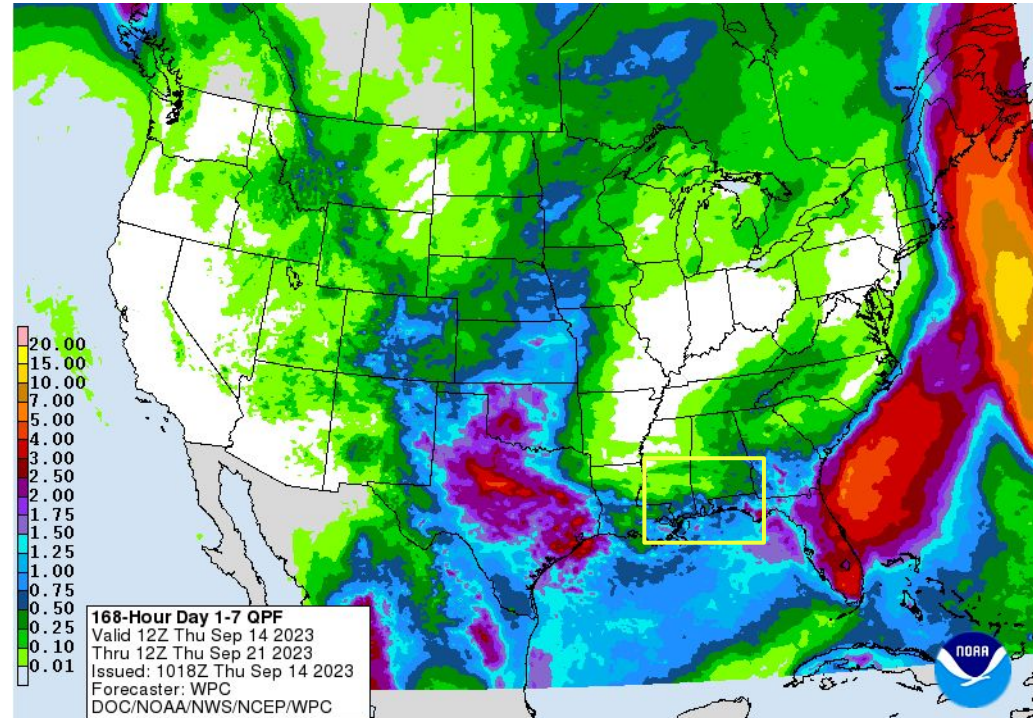 20.00
15.00
10.00
7.00
5.00
4.00
3.00
2.50
2.00
1.75
1.50
1.25
1.00
0.75
0.50
0.25
0.10
0.01
168-Hour Day 1-7 QPF
Valid 12Z Thu Sep 14 2023
Thru 12Z Thu Sep 21 2023
Issued: 1018Z Thu Sep 14 2023
Forecaster: WPC
DOC/NOAA/NWS/NCEP/WPC
NOAA